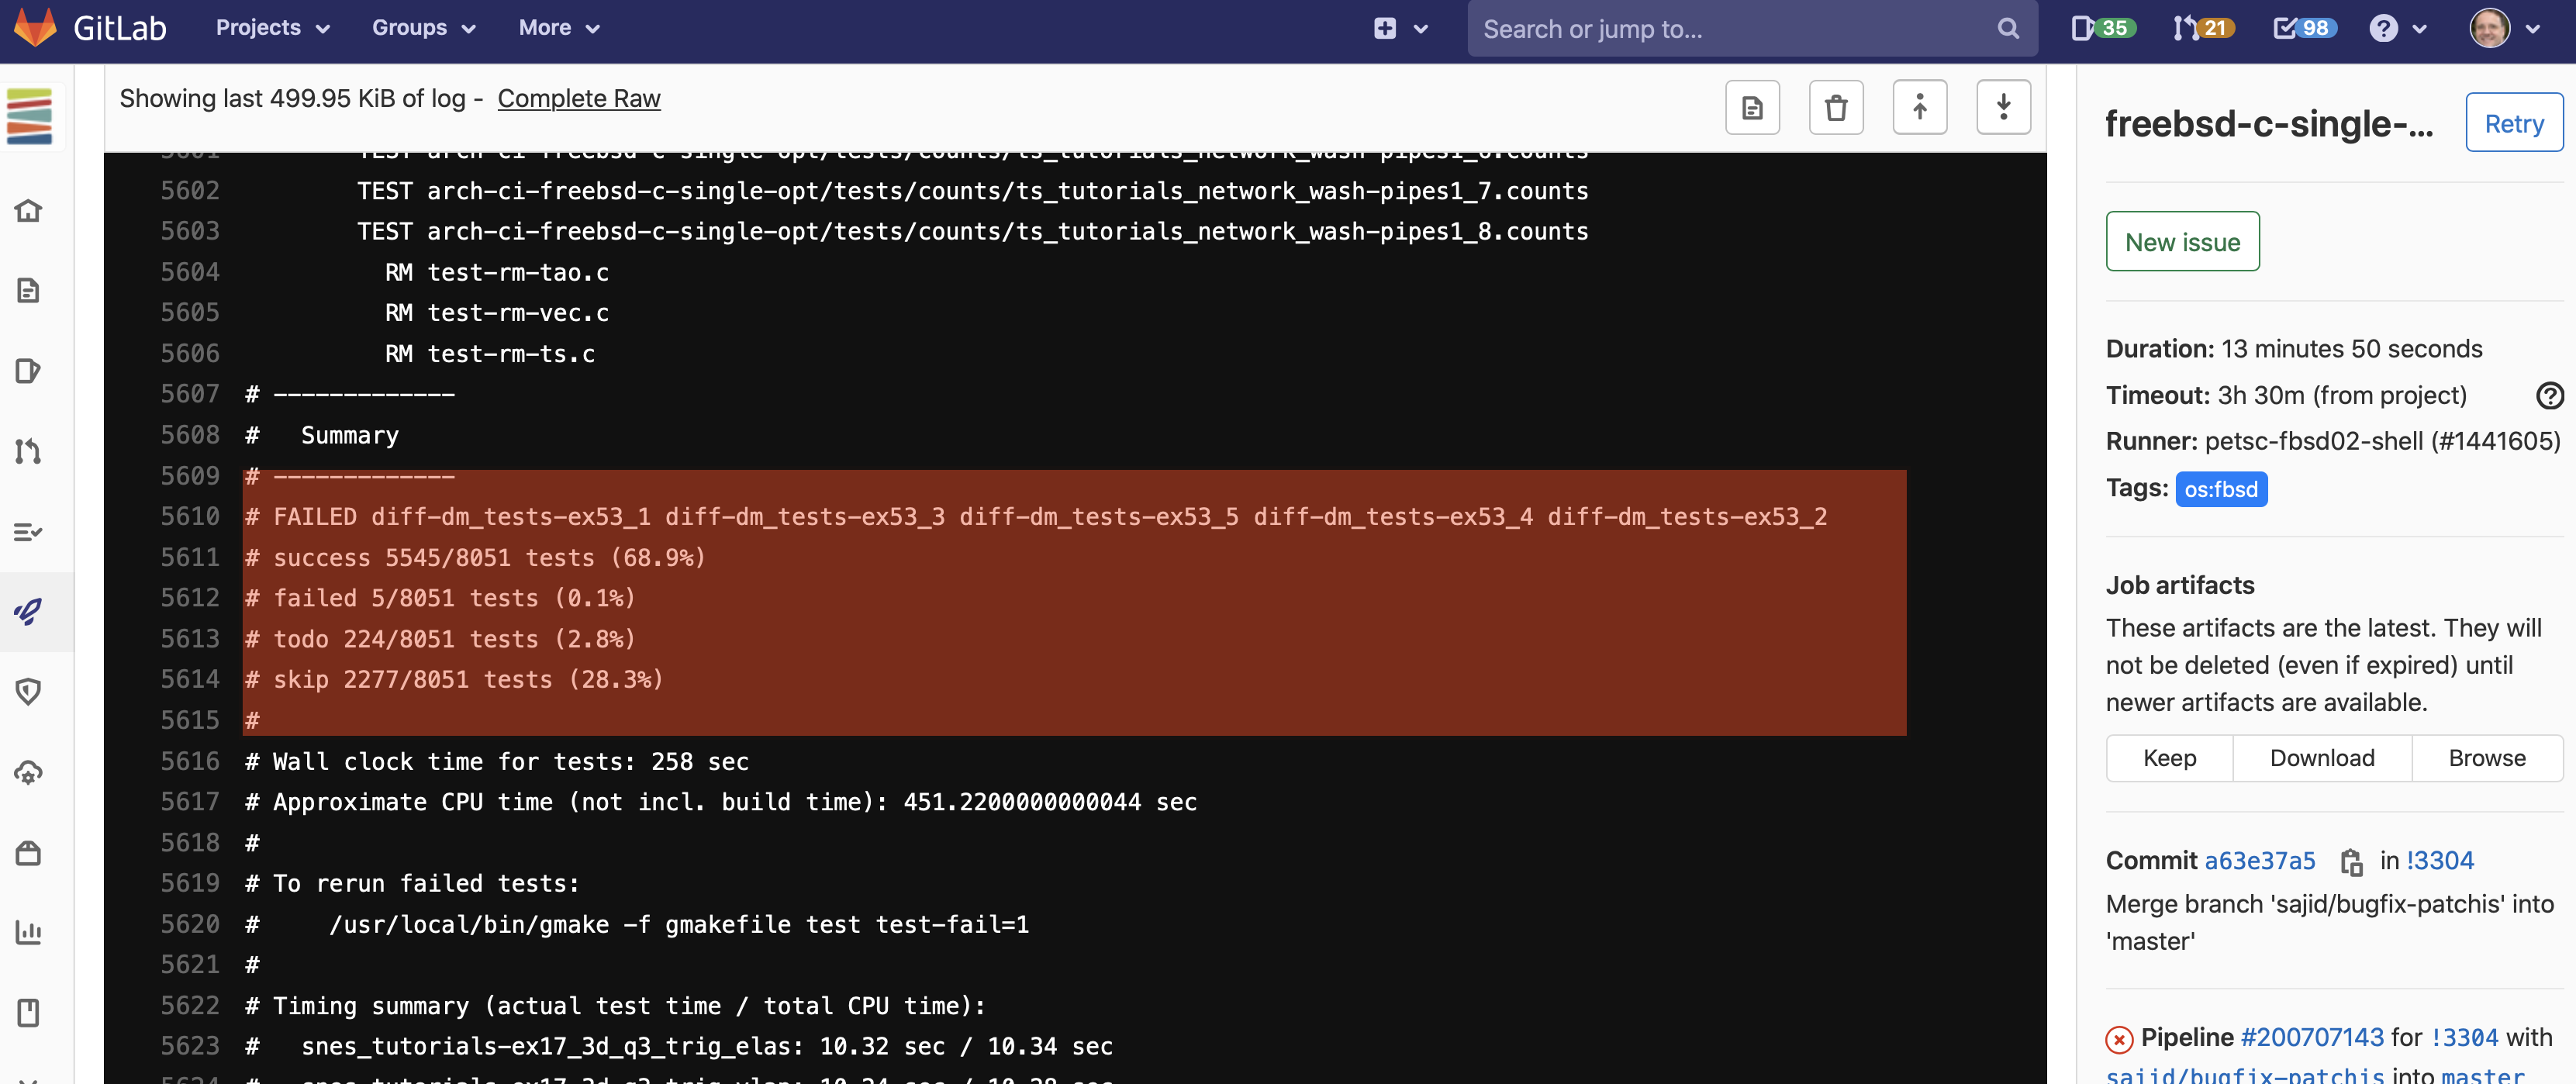 GitLab Projects Groups More Search or jump to... 35 21 98
Showing last 499.95 KiB of log - Complete Raw
5602 TEST arch-ci-freebsd-c-single-opt/tests/counts/ts_tutorials_network_wash-pipes1_7.counts
5603 TEST arch-ci-freebsd-c-single-opt/tests/counts/ts_tutorials_network_wash-pipes1_8.counts
5604 RM test-rm-tao.c
5605 RM test-rm-vec.c
5606 RM test-rm-ts.c
5607 # -------------
5608 # Summary
5609 # -------------
5610 # FAILED diff-dm_tests-ex53_1 diff-dm_tests-ex53_3 diff-dm_tests-ex53_5 diff-dm_tests-ex53_4 diff-dm_tests-ex53_2
5611 # success 5545/8051 tests (68.9%)
5612 # failed 5/8051 tests (0.1%)
5613 # todo 224/8051 tests (2.8%)
5614 # skip 2277/8051 tests (28.3%)
5615 #
5616 # Wall clock time for tests: 258 sec
5617 # Approximate CPU time (not incl. build time): 451.2200000000044 sec
5618 #
5619 # To rerun failed tests:
5620 # /usr/local/bin/gmake -f gmakefile test test-fail=1
5621 #
5622 # Timing summary (actual test time / total CPU time):
5623 # snes_tutorials-ex17_3d_q3_trig_elas: 10.32 sec / 10.34 sec
freebsd-c-single-... Retry
New issue
Duration: 13 minutes 50 seconds
Timeout: 3h 30m (from project)
Runner: petsc-fbsd02-shell (#1441605)
Tags: os:fbsd
Job artifacts
These artifacts are the latest. They will
not be deleted (even if expired) until
newer artifacts are available.
Keep Download Browse
Commit a63e37a5 in !3304
Merge branch 'sajid/bugfix-patchis' into
'master'
Pipeline #200707143 for !3304 with
sajid/bugfix-patchis into master